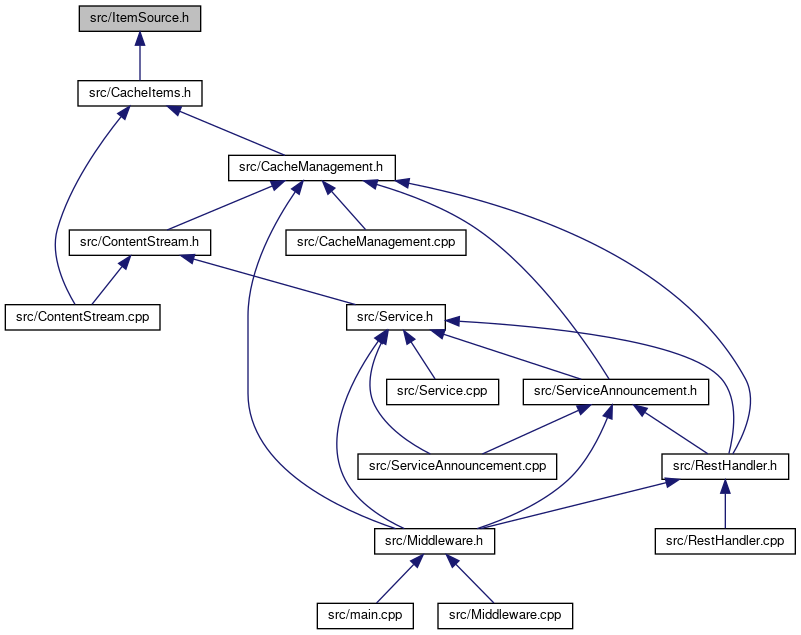 src/ItemSource.h
src/CacheItems.h
src/CacheManagement.h
src/ContentStream.h
src/CacheManagement.cpp
src/ContentStream.cpp
src/Service.h
src/Service.cpp
src/ServiceAnnouncement.h
src/ServiceAnnouncement.cpp
src/RestHandler.h
src/Middleware.h
src/RestHandler.cpp
src/main.cpp
src/Middleware.cpp